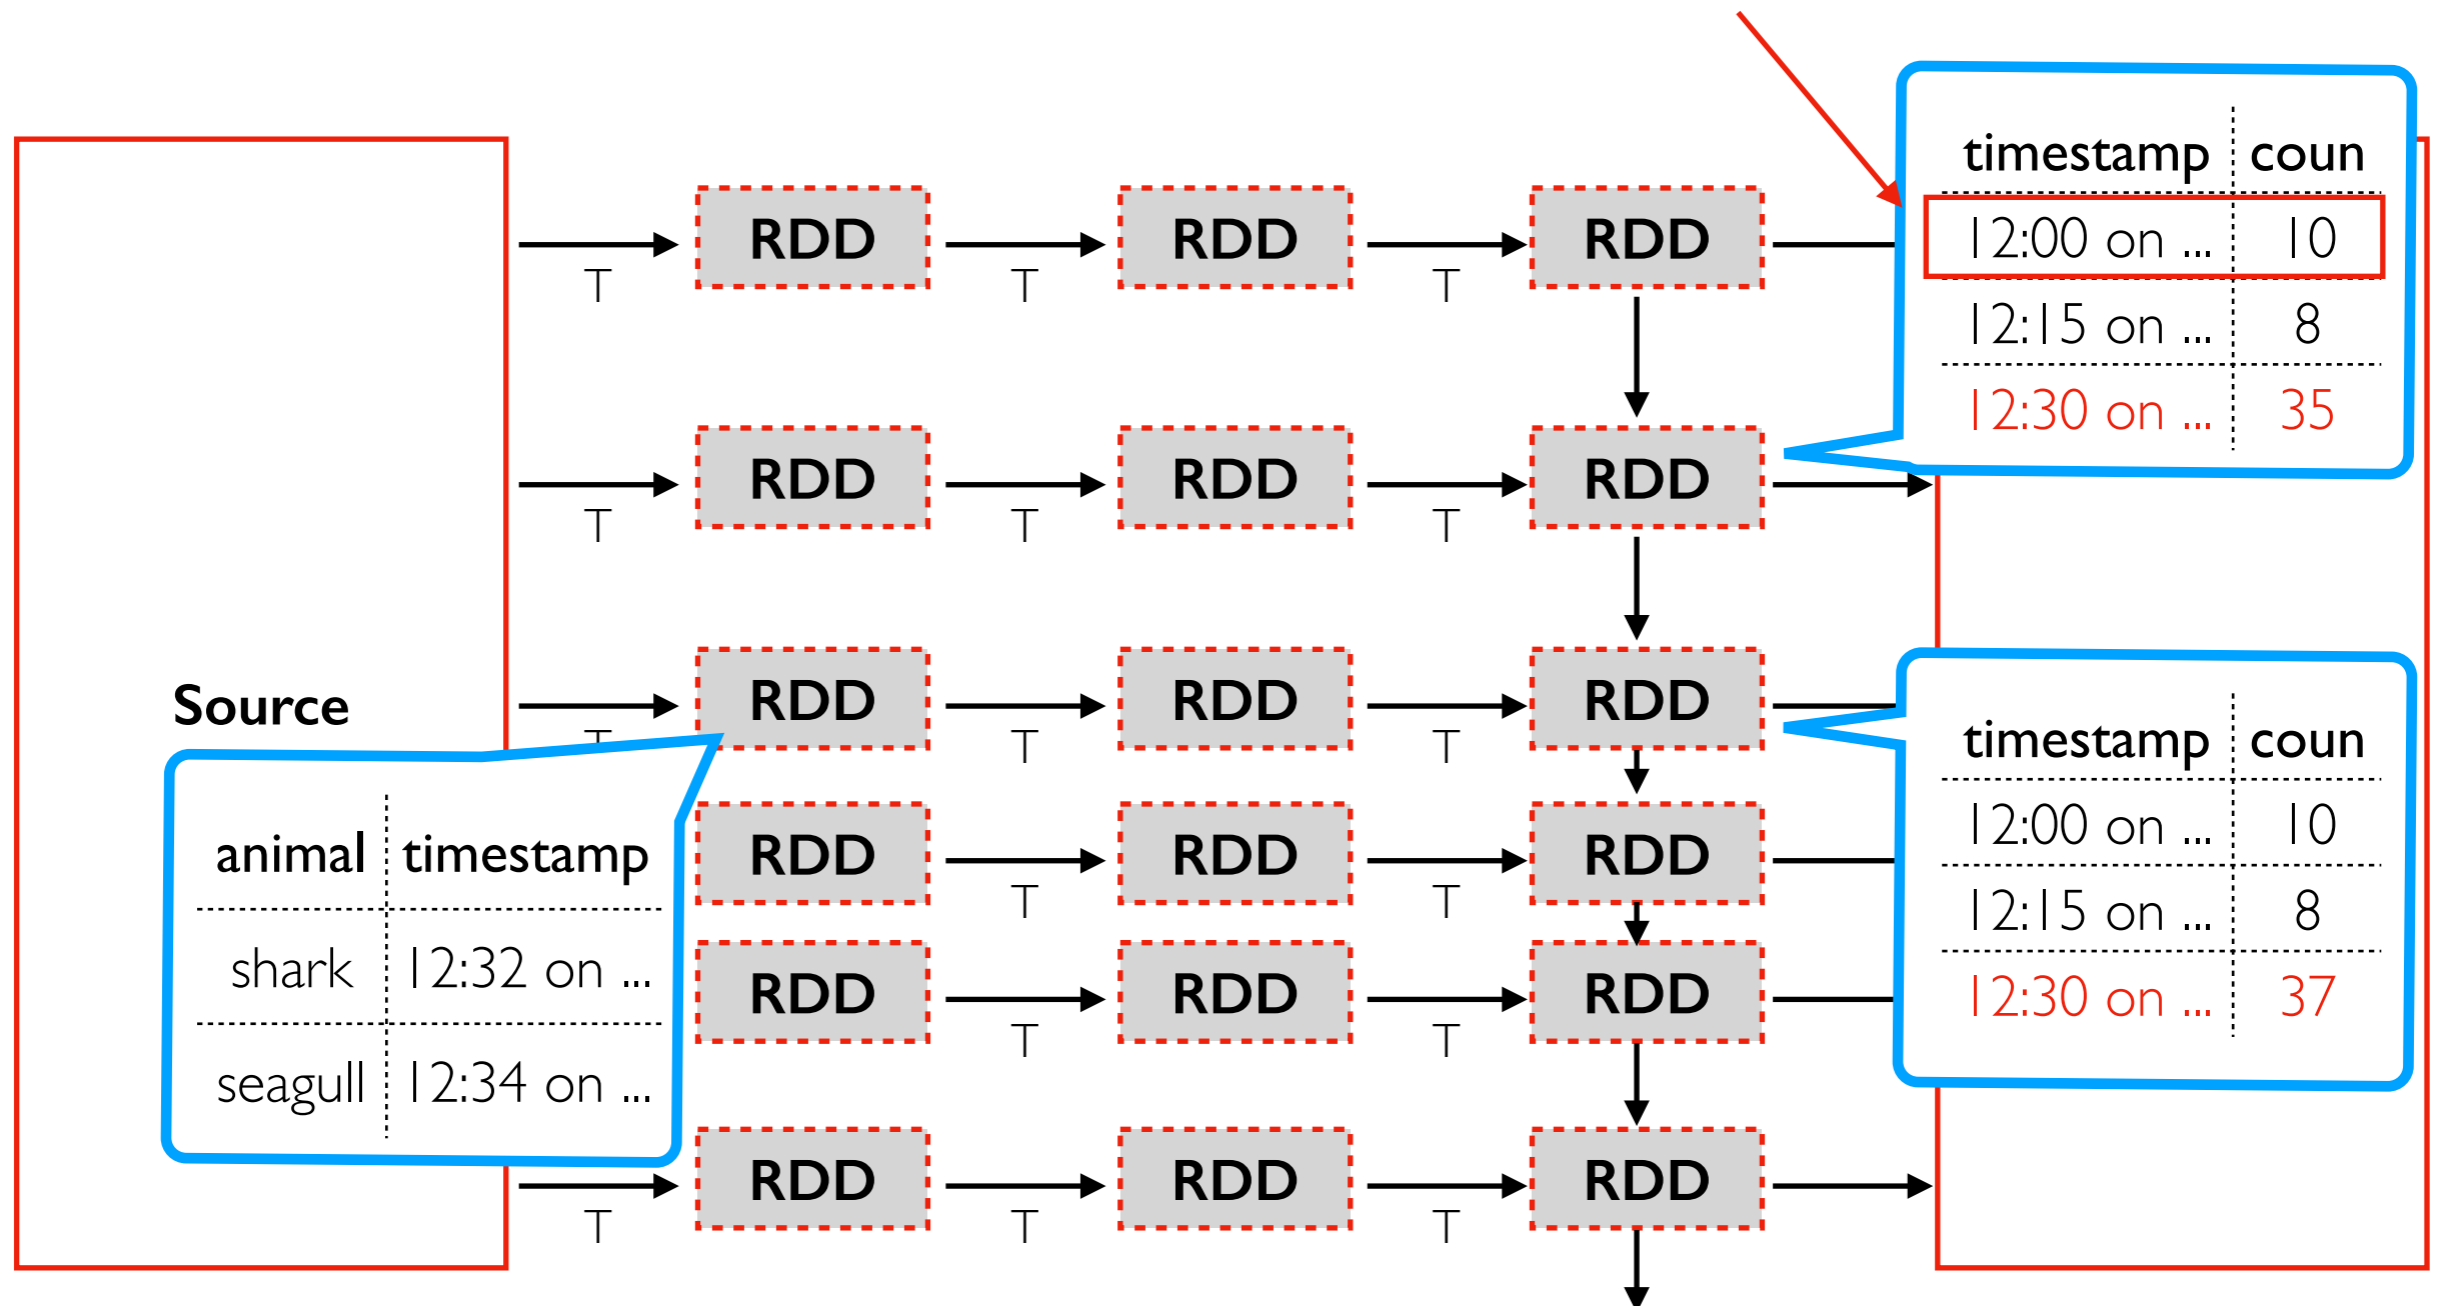 timestamp coun
12:00 on ... 10
12:15 on ... 8
12:30 on ... 35
RDD RDD RDD
T T T
RDD RDD RDD
T T T
Source
RDD RDD RDD
T T T
timestamp coun
12:00 on ... 10
12:15 on ... 8
12:30 on ... 37
animal timestamp
shark 12:32 on ...
seagull 12:34 on ...
RDD RDD RDD
T T
RDD RDD RDD
T T
RDD RDD RDD
T T T